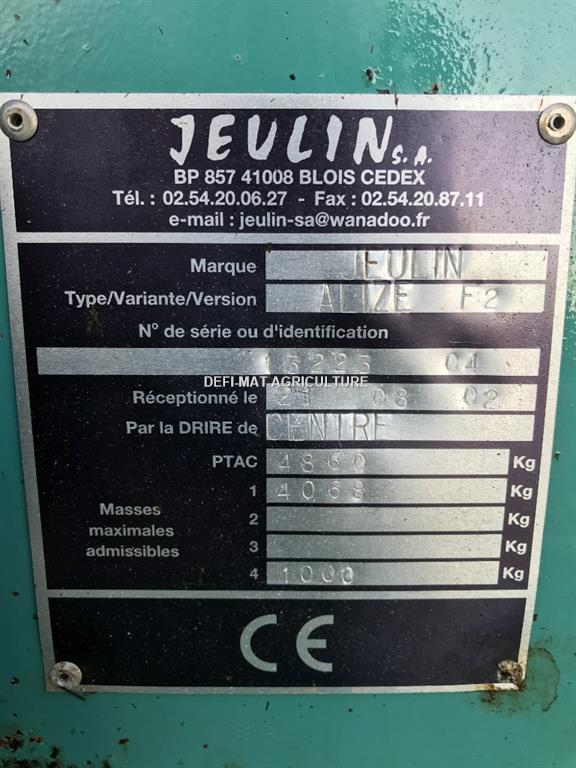 JEULIN S.A.
BP 857 41008 BLOIS CEDEX
Tél. : 02.54.20.06.27 - Fax : 02.54.20.87.11
e-mail : jeulin-sa@wanadoo.fr
Marque JEULIN
Type/Variante/Version ALIZE F2
N° de série ou d'identification
04
DEFI-MAT AGRICULTURE
Réceptionné le 02
Par la DRIRE de CENTRE
PTAC 4860 Kg
1 4068 Kg
Masses maximales admissibles
2 Kg
3 Kg
4 1000 Kg
CE